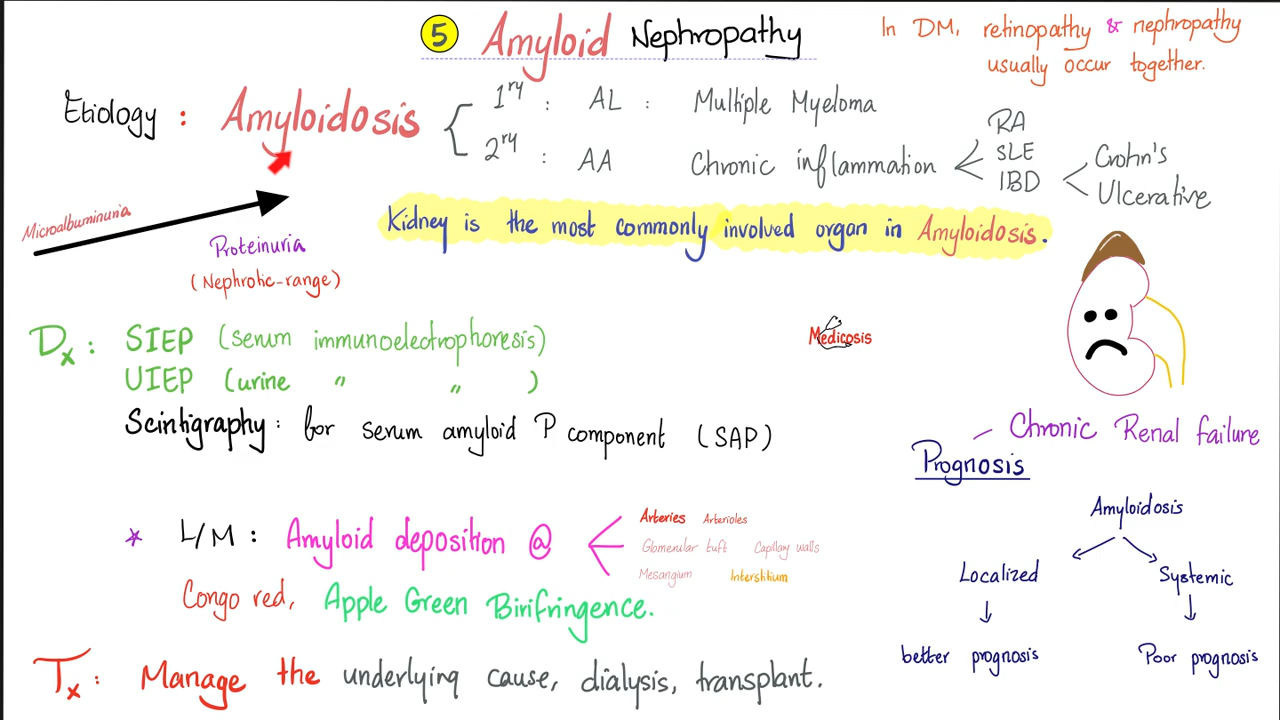 5 Amyloid Nephropathy
In DM, retinopathy & nephropathy
usually occur together.
Etiology : Amyloidosis
1ry : AL : Multiple Myeloma
2ry : AA Chronic inflammation
RA
SLE
IBD
Crohn's
Ulcerative
Microalbuminuria
Proteinuria
(Nephrotic-range)
Kidney is the most commonly involved organ in Amyloidosis.
Dx : SIEP (serum immunoelectrophoresis)
UIEP (urine " " )
Scintigraphy : for serum amyloid P component (SAP)
Medicosis
Chronic Renal failure
Prognosis
Amyloidosis
Localized Systemic
better prognosis Poor prognosis
* L/M : Amyloid deposition @
Arteries Arterioles
Glomerular tuft Capillary walls
Mesangium Interstitium
Congo red, Apple Green Birifringence.
Tx : Manage the underlying cause, dialysis, transplant.